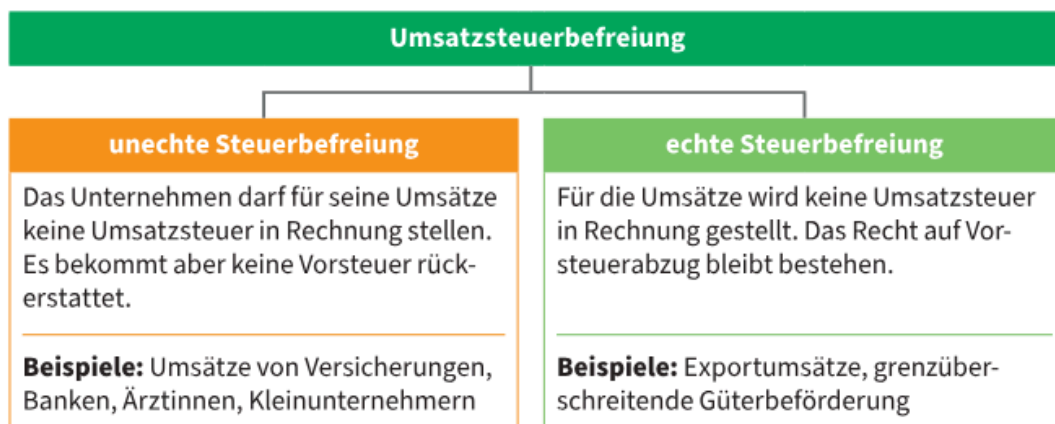 Umsatzsteuerbefreiung
unechte Steuerbefreiung
Das Unternehmen darf für seine Umsätze
keine Umsatzsteuer in Rechnung stellen.
Es bekommt aber keine Vorsteuer rück-
erstattet.
Beispiele: Umsätze von Versicherungen,
Banken, Ärztinnen, Kleinunternehmern
echte Steuerbefreiung
Für die Umsätze wird keine Umsatzsteuer
in Rechnung gestellt. Das Recht auf Vor-
steuerabzug bleibt bestehen.
Beispiele: Exportumsätze, grenzüber-
schreitende Güterbeförderung